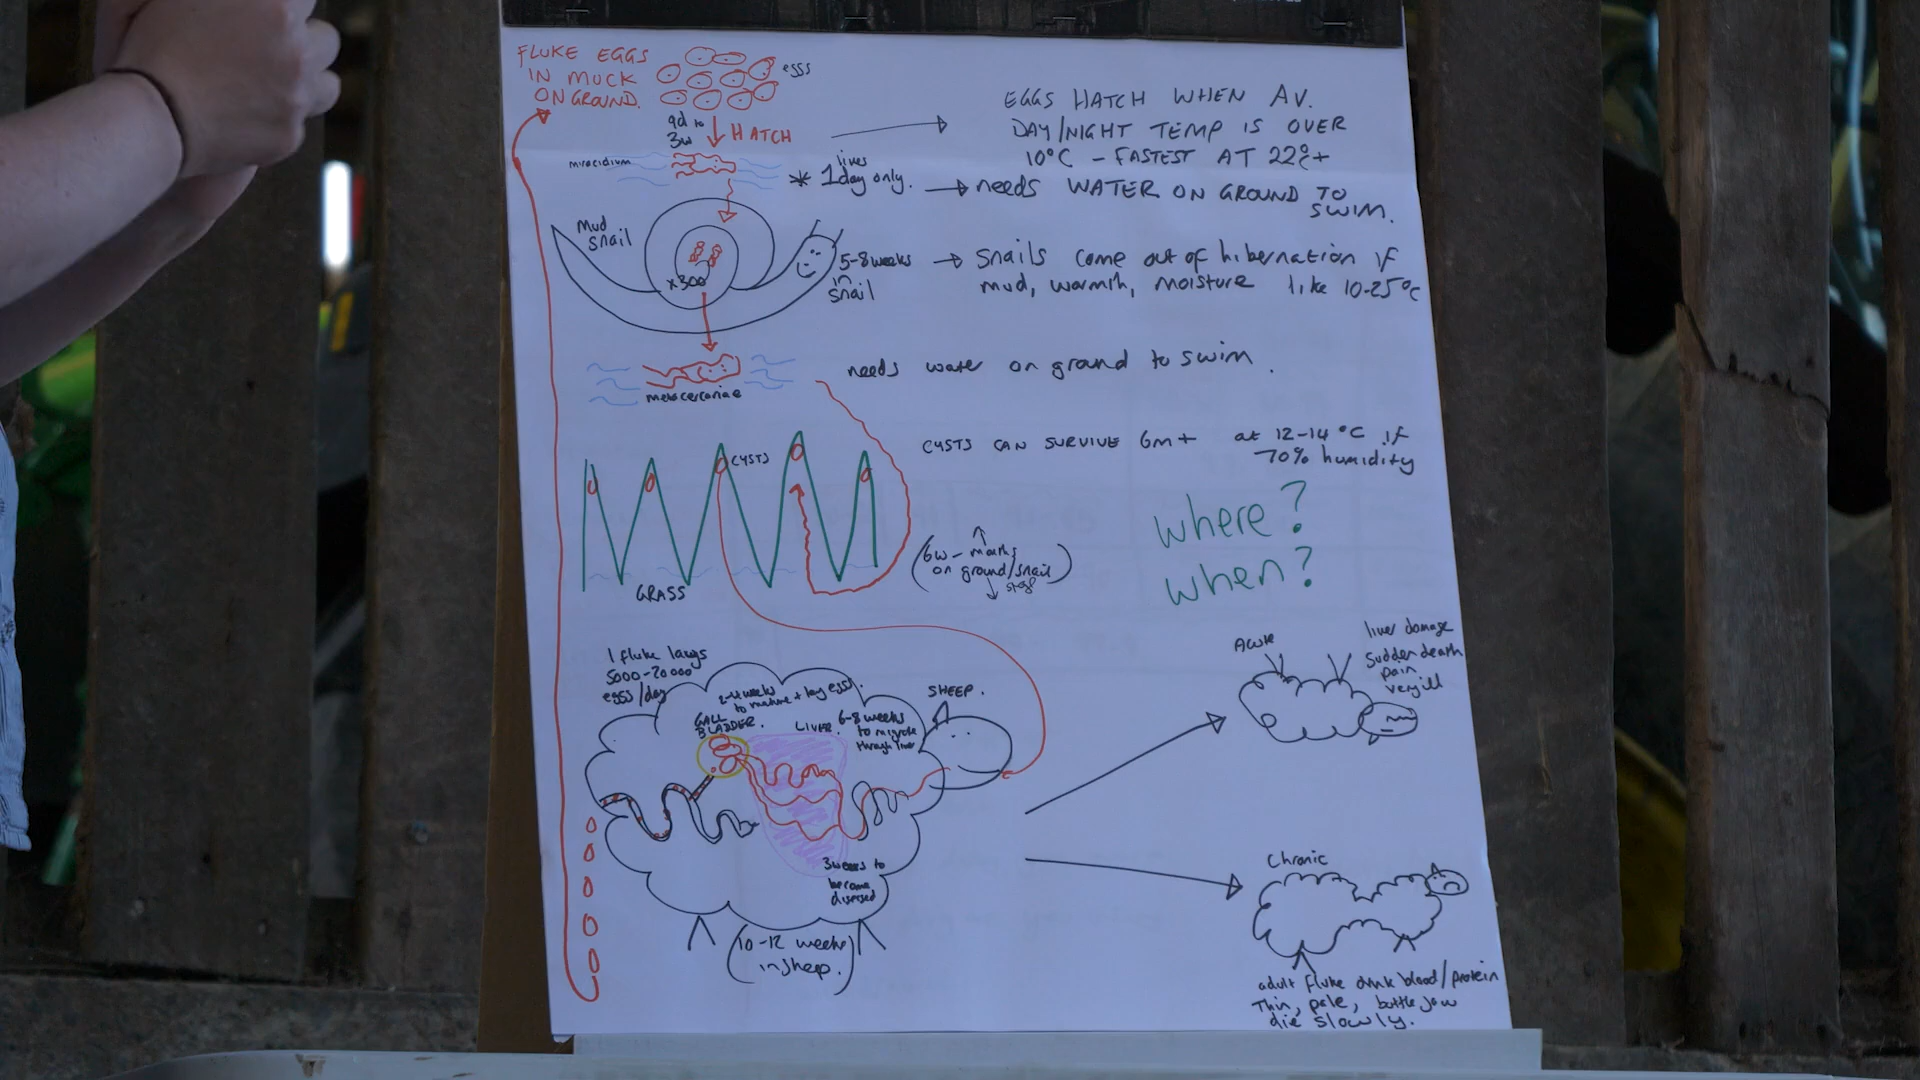 FLUKE EGGS
IN MUCK
ON GROUND.
eggs
9d to
3w
HATCH
EGGS HATCH WHEN AV.
DAY/NIGHT TEMP IS OVER
10°C - FASTEST AT 22°C+
miracidium
* lives
1 day only.
→ needs WATER ON GROUND TO
SWIM.
Mud
snail
x300
5-8 weeks
in
snail
→ Snails come out of hibernation if
mud, warmth, moisture like 10-25°C
metacercariae
needs water on ground to swim.
CYSTS
CYSTS CAN SURVIVE 6m+ at 12-14°C if
70% humidity
GRASS
(6w - months
on ground/snail
stage)
where?
when?
1 fluke lays
5000-20000
eggs/day
2-4 weeks
to mature + lay eggs.
GALL
BLADDER.
LIVER.
6-8 weeks
to migrate
through liver
SHEEP.
3 weeks to
become
diseased
(10-12 weeks
in sheep.)
Acute
liver damage
Sudden death
pain
very ill
Chronic
adult fluke drink blood/protein
Thin, pale, bottle jaw
die slowly.